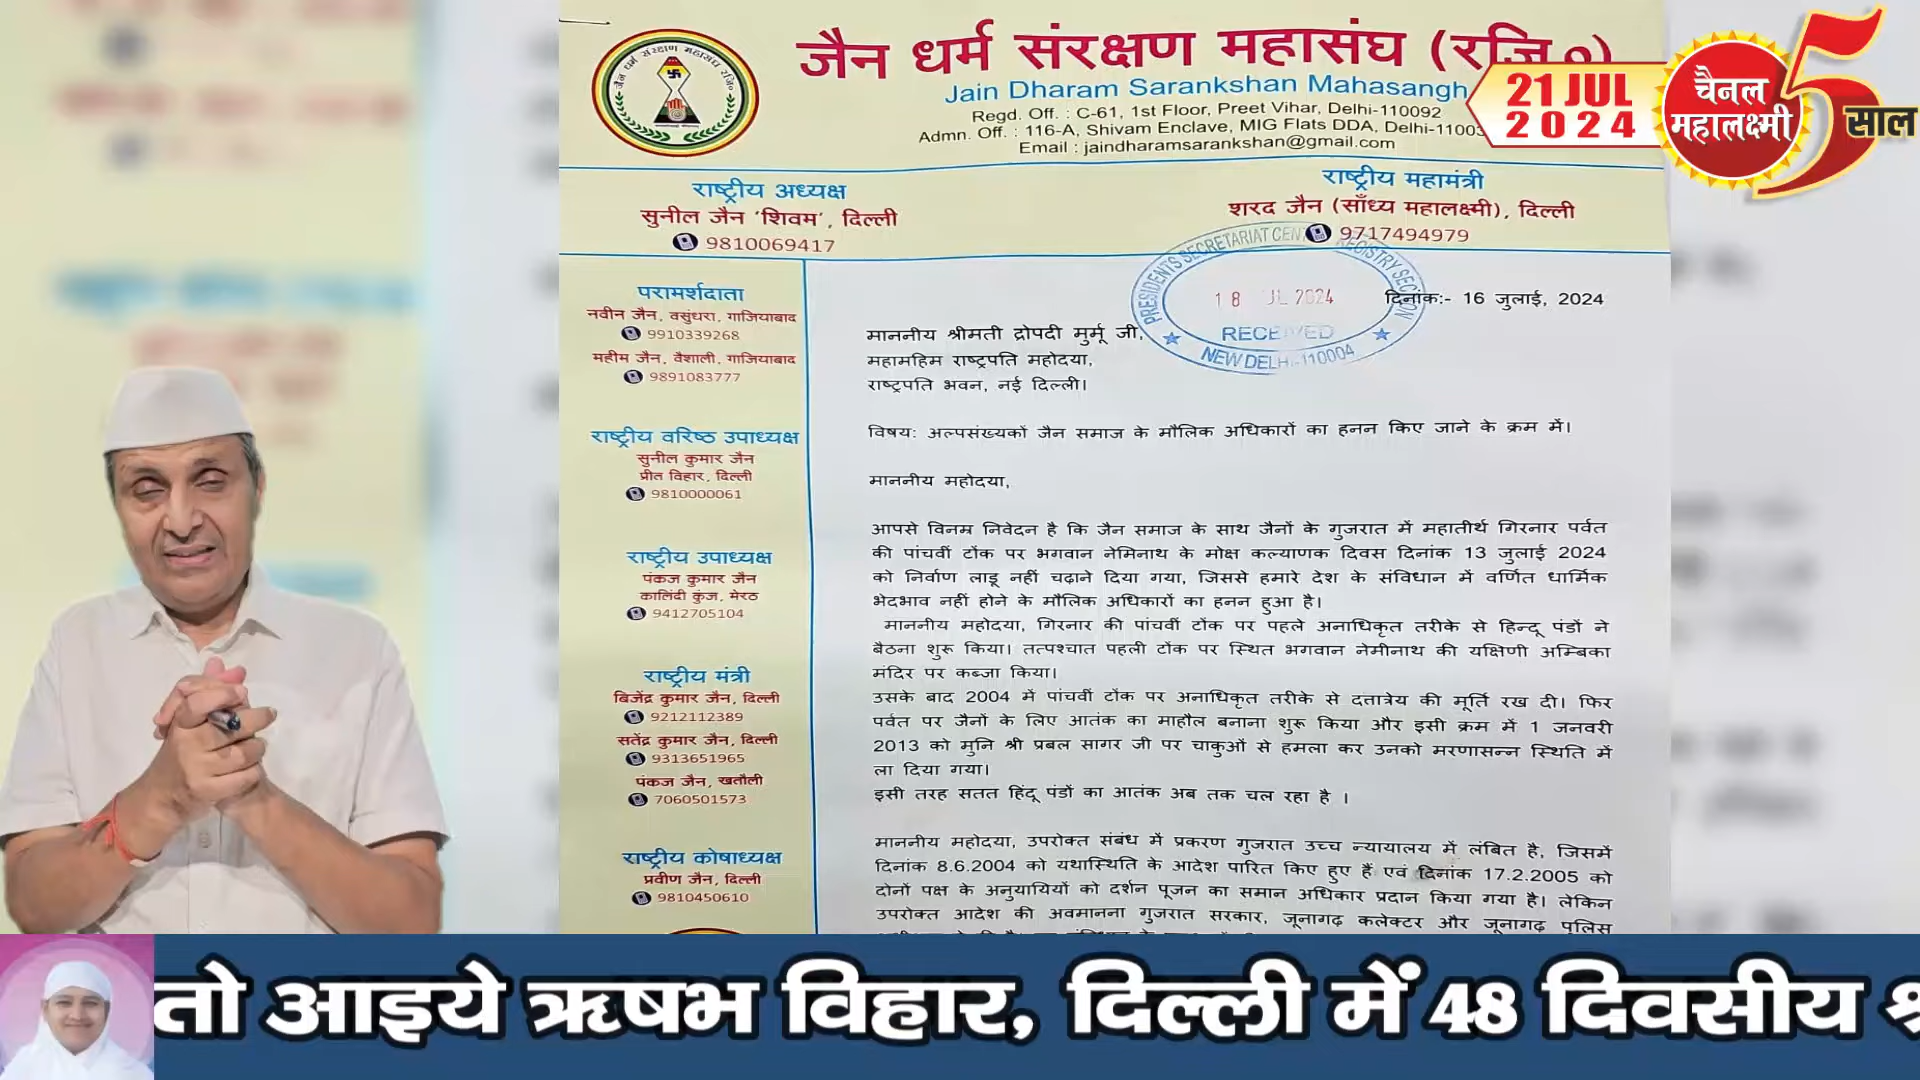 जैन धर्म संरक्षण महासंघ रजि०
जैन धर्म संरक्षण महासंघ (रजि०)
Jain Dharam Sarankshan Mahasangh
Regd. Off. : C-61, 1st Floor, Preet Vihar, Delhi-110092
Admn. Off. : 116-A, Shivam Enclave, MIG Flats DDA,
Email : jaindharamsarankshan@gmail.com
21 JUL
2024
चैनल
महालक्ष्मी
5
साल
राष्ट्रीय अध्यक्ष
सुनील जैन 'शिवम', दिल्ली
9810069417
राष्ट्रीय महामंत्री
शरद जैन (साँध्य महालक्ष्मी), दिल्ली
9717494979
परामर्शदाता
नवीन जैन, वसुंधरा, गाजियाबाद
9910339268
महीम जैन, वैशाली, गाजियाबाद
9891083777
राष्ट्रीय वरिष्ठ उपाध्यक्ष
सुनील कुमार जैन
प्रीत विहार, दिल्ली
9810000061
राष्ट्रीय उपाध्यक्ष
पंकज कुमार जैन
कालिंदी कुंज, मेरठ
9412705104
राष्ट्रीय मंत्री
बिजेंद्र कुमार जैन, दिल्ली
9212112389
सतेंद्र कुमार जैन, दिल्ली
9313651965
पंकज जैन, खतौली
7060501573
राष्ट्रीय कोषाध्यक्ष
प्रवीण जैन, दिल्ली
9810450610
PRESIDENT'S SECRETARIAT REGISTRY SECTION
18 2024
RECEIVED
NEW DELHI-110004
दिनांक:- 16 जुलाई, 2024
माननीय श्रीमती द्रोपदी मुर्मू जी,
महामहिम राष्ट्रपति महोदया,
राष्ट्रपति भवन, नई दिल्ली।
विषय: अल्पसंख्यकों जैन समाज के मौलिक अधिकारों का हनन किए जाने के क्रम में।
माननीय महोदया,
आपसे विनम्र निवेदन है कि जैन समाज के साथ जैनों के गुजरात में महातीर्थ गिरनार पर्वत
की पांचवीं टोंक पर भगवान नेमिनाथ के मोक्ष कल्याणक दिवस दिनांक 13 जुलाई 2024
को निर्वाण लाडू नहीं चढ़ाने दिया गया, जिससे हमारे देश के संविधान में वर्णित धार्मिक
भेदभाव नहीं होने के मौलिक अधिकारों का हनन हुआ है।
माननीय महोदया, गिरनार की पांचवीं टोंक पर पहले अनाधिकृत तरीके से हिन्दू पंडों ने
बैठना शुरू किया। तत्पश्चात पहली टोंक पर स्थित भगवान नेमीनाथ की यक्षिणी अम्बिका
मंदिर पर कब्जा किया।
उसके बाद 2004 में पांचवीं टोंक पर अनाधिकृत तरीके से दत्तात्रेय की मूर्ति रख दी। फिर
पर्वत पर जैनों के लिए आतंक का माहौल बनाना शुरू किया और इसी क्रम में 1 जनवरी
2013 को मुनि श्री प्रबल सागर जी पर चाकुओं से हमला कर उनको मरणासन्न स्थिति में
ला दिया गया।
इसी तरह सतत हिंदू पंडों का आतंक अब तक चल रहा है ।
माननीय महोदया, उपरोक्त संबंध में प्रकरण गुजरात उच्च न्यायालय में लंबित है, जिसमें
दिनांक 8.6.2004 को यथास्थिति के आदेश पारित किए हुए हैं एवं दिनांक 17.2.2005 को
दोनों पक्ष के अनुयायियों को दर्शन पूजन का समान अधिकार प्रदान किया गया है। लेकिन
उपरोक्त आदेश की अवमानना गुजरात सरकार, जूनागढ़ कलेक्टर और जूनागढ़ पुलिस
तो आइये ऋषभ विहार, दिल्ली में 48 दिवसीय